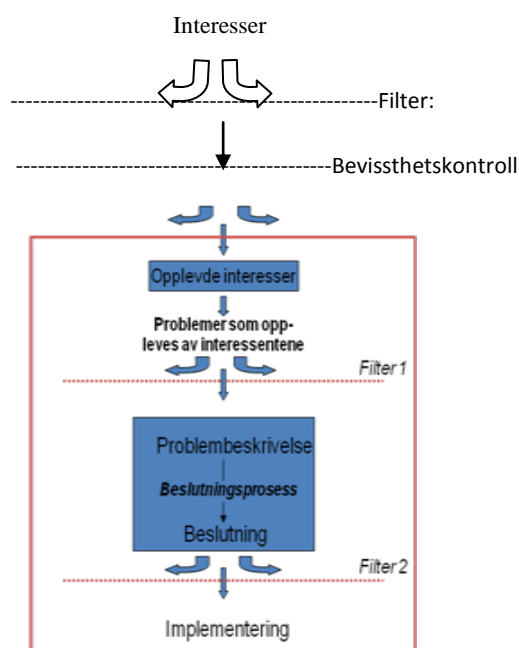 Interesser
Filter:
Bevissthetskontroll
Opplevde interesser
Problemer som opp-
leves av interessentene
Filter 1
Problembeskrivelse
Beslutningsprosess
Beslutning
Filter 2
Implementering